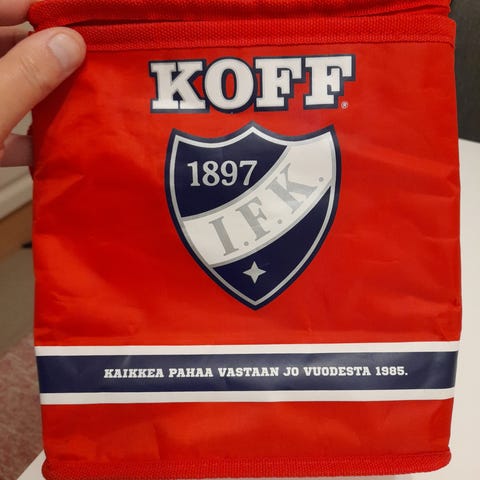 KOFF®
1897
I.F.K.
KAIKKEA PAHAA VASTAAN JO VUODESTA 1985.